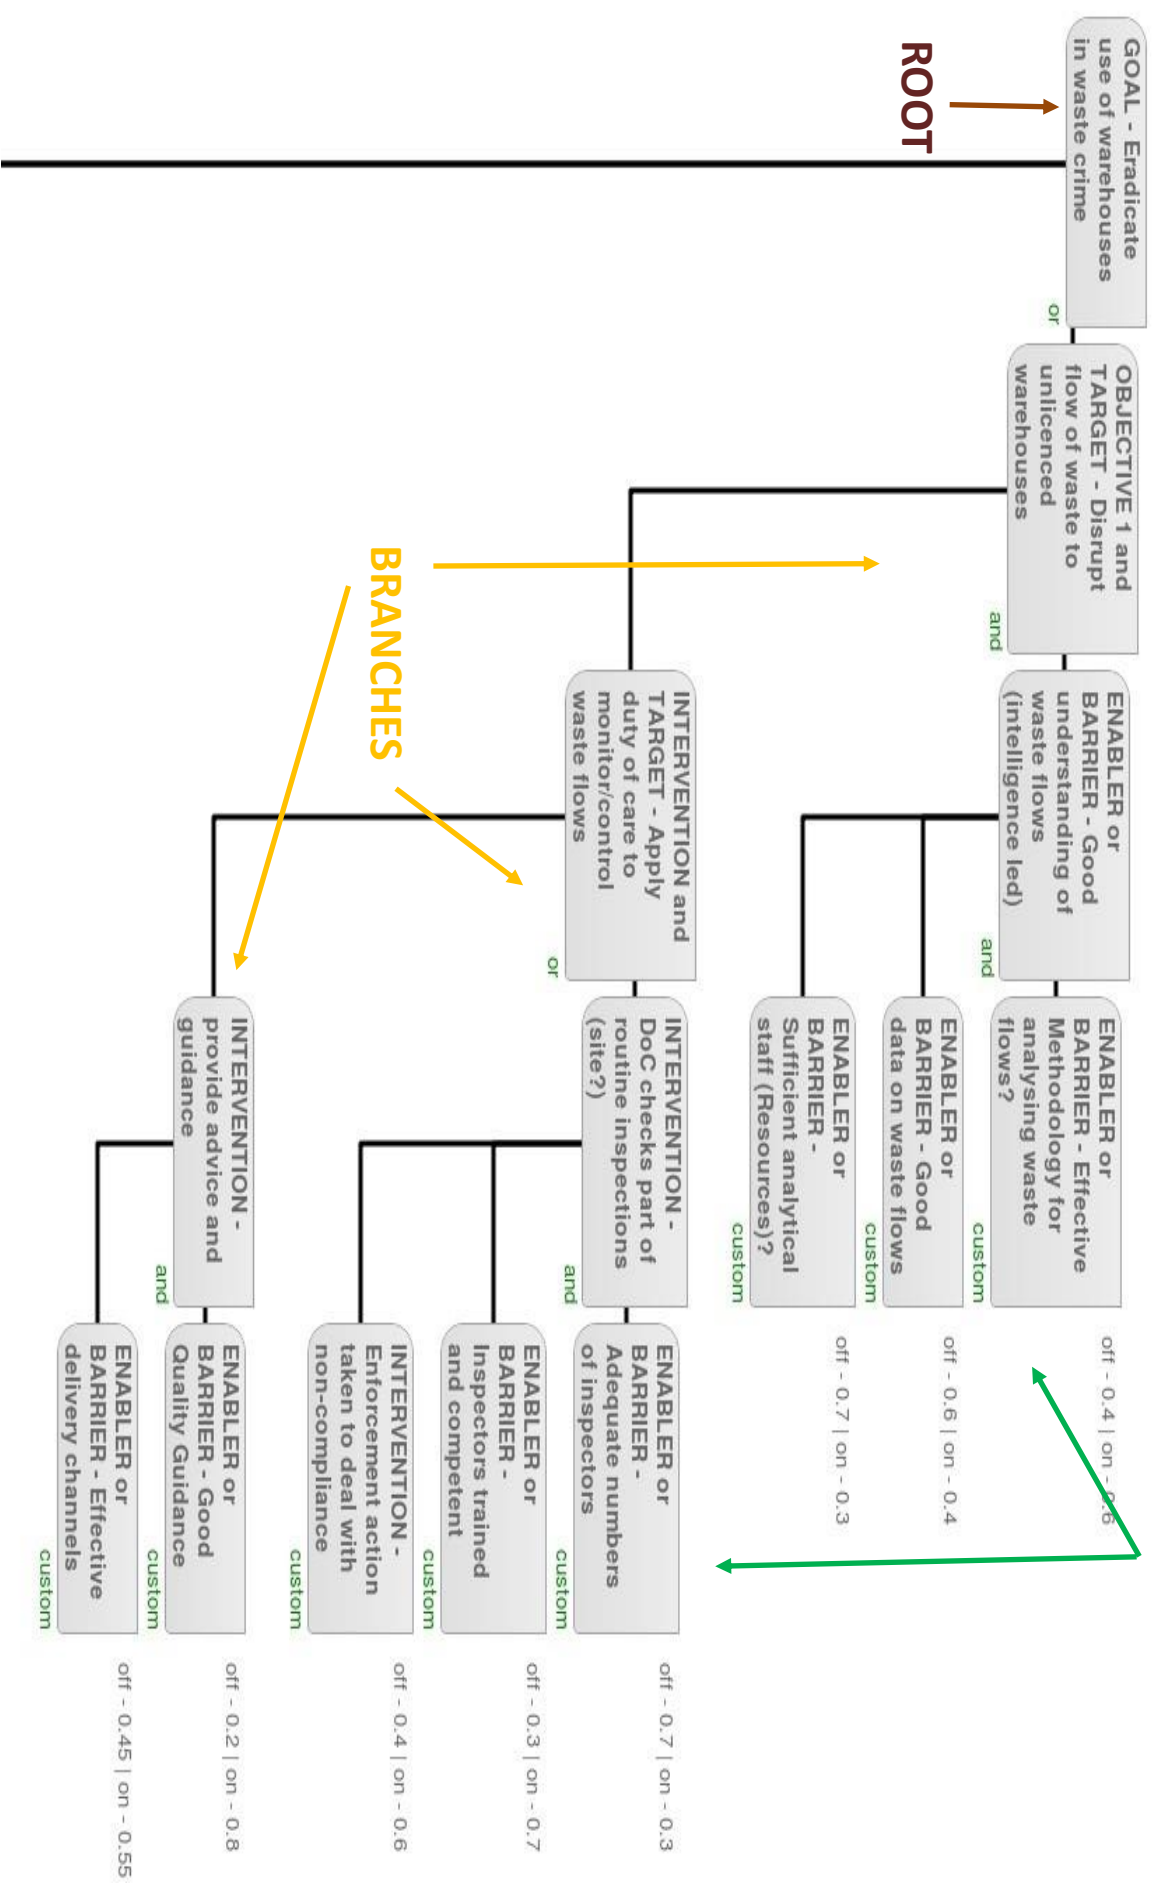 GOAL - Eradicate
use of warehouses
in waste crime
or
ROOT
OBJECTIVE 1 and
TARGET - Disrupt
flow of waste to
unlicenced
warehouses
and
ENABLER or
BARRIER - Good
understanding of
waste flows
(intelligence led)
and
ENABLER or
BARRIER - Effective
Methodology for
analysing waste
flows?
custom
off - 0.4 | on - 0.6
ENABLER or
BARRIER - Good
data on waste flows
custom
off - 0.6 | on - 0.4
ENABLER or
BARRIER -
Sufficient analytical
staff (Resources)?
custom
off - 0.7 | on - 0.3
BRANCHES
INTERVENTION and
TARGET - Apply
duty of care to
monitor/control
waste flows
or
INTERVENTION -
DoC checks part of
routine inspections
(site?)
and
ENABLER or
BARRIER -
Adequate numbers
of inspectors
custom
off - 0.7 | on - 0.3
ENABLER or
BARRIER -
Inspectors trained
and competent
custom
off - 0.3 | on - 0.7
INTERVENTION -
Enforcement action
taken to deal with
non-compliance
custom
off - 0.4 | on - 0.6
INTERVENTION -
provide advice and
guidance
and
ENABLER or
BARRIER - Good
Quality Guidance
custom
off - 0.2 | on - 0.8
ENABLER or
BARRIER - Effective
delivery channels
custom
off - 0.45 | on - 0.55